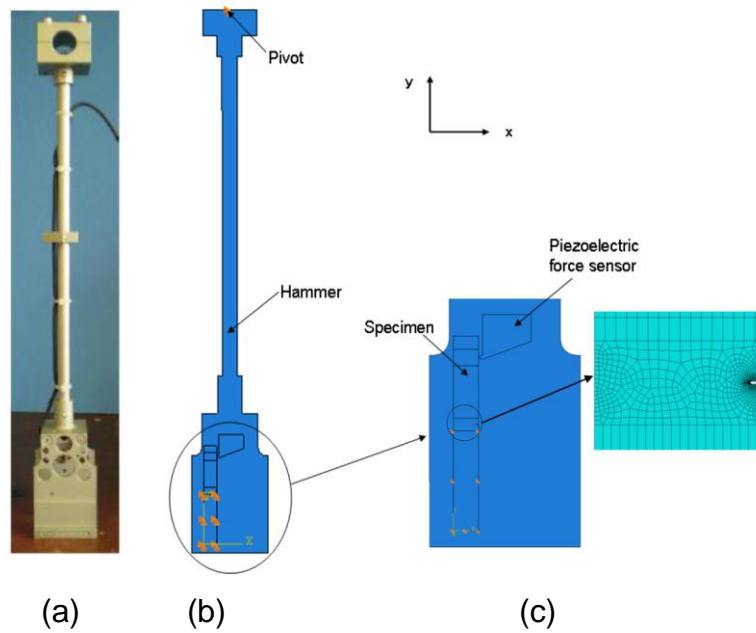 Pivot
y
x
Piezoelectric
force sensor
Hammer
Specimen
X
(a)
(b)
(c)